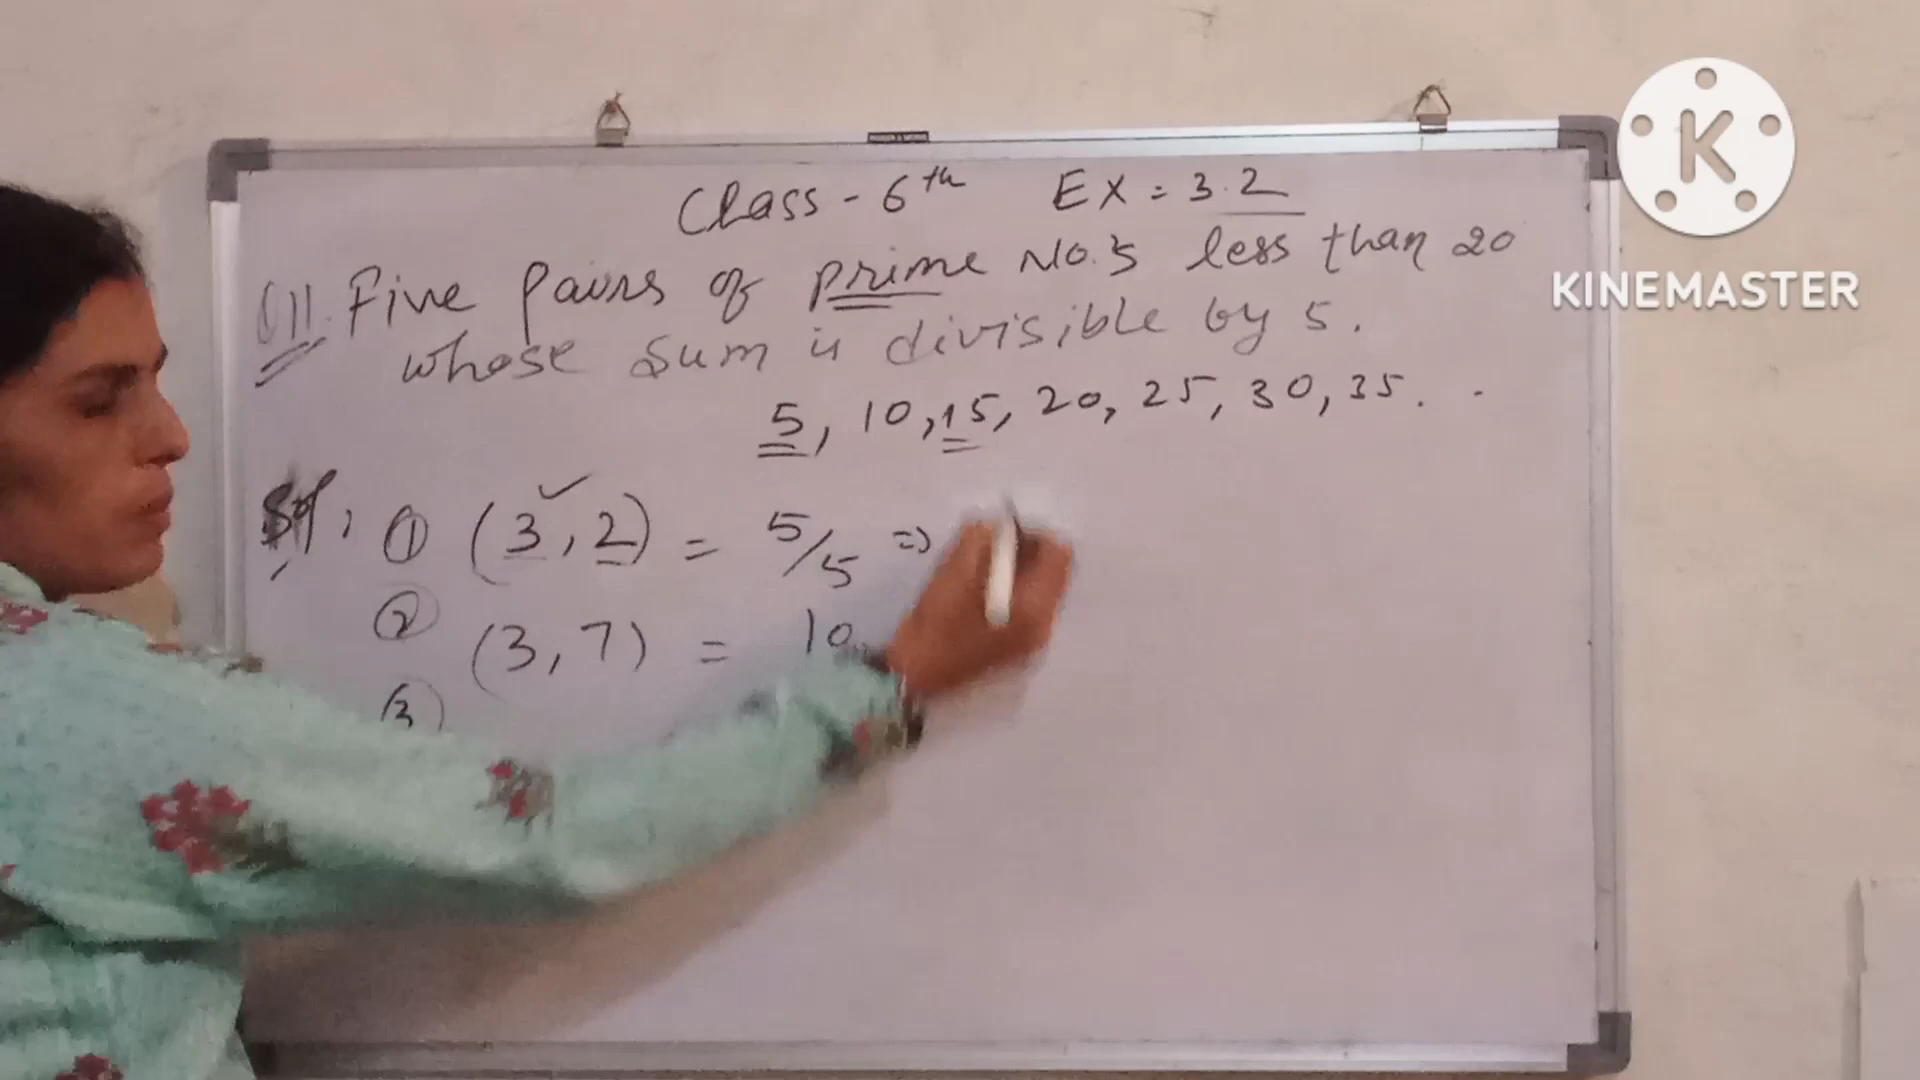 Class - 6th EX = 3.2
Q11. Five Pairs of prime No.s less than 20
whose sum is divisible by 5.
5, 10, 15, 20, 25, 30, 35. .
Sol,
① (3, 2) = 5/5 =>
② (3, 7) = 10
③
K
KINEMASTER